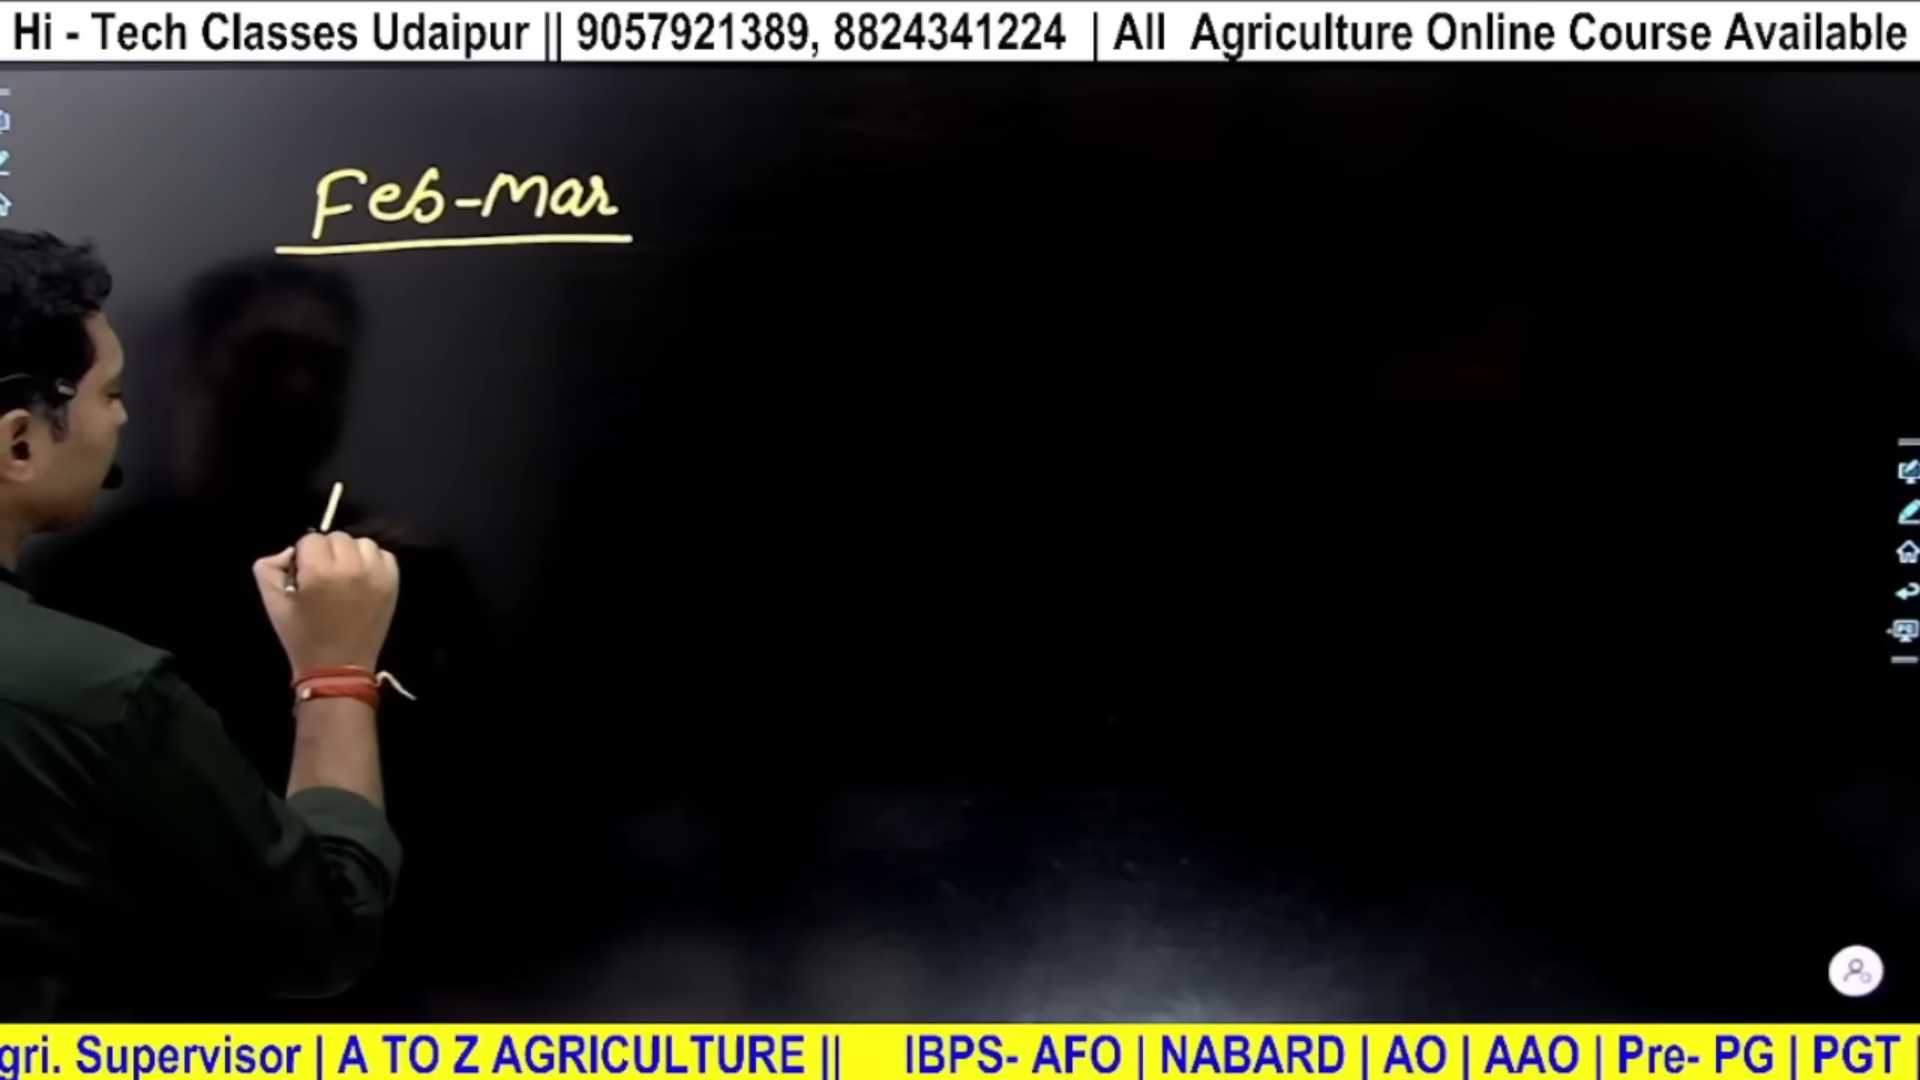 Hi - Tech Classes Udaipur || 9057921389, 8824341224 | All Agriculture Online Course Available
Feb-Mar
gri. Supervisor | A TO Z AGRICULTURE || IBPS- AFO | NABARD | AO | AAO | Pre- PG | PGT |